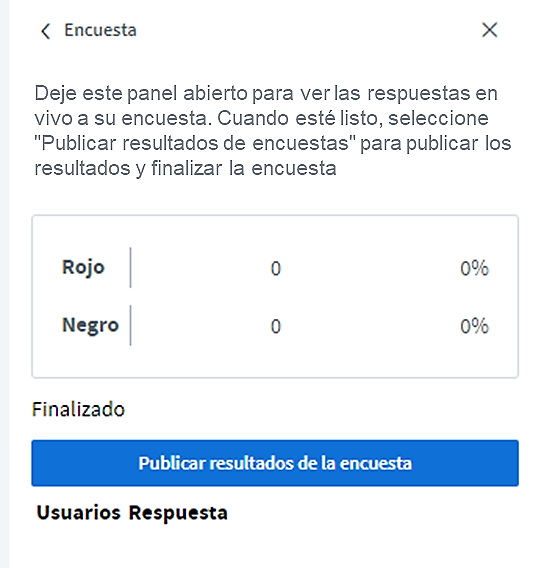 Encuesta
Deje este panel abierto para ver las respuestas en
vivo a su encuesta. Cuando esté listo, seleccione
"Publicar resultados de encuestas" para publicar los
resultados y finalizar la encuesta
Rojo 0 0%
Negro 0 0%
Finalizado
Publicar resultados de la encuesta
Usuarios Respuesta